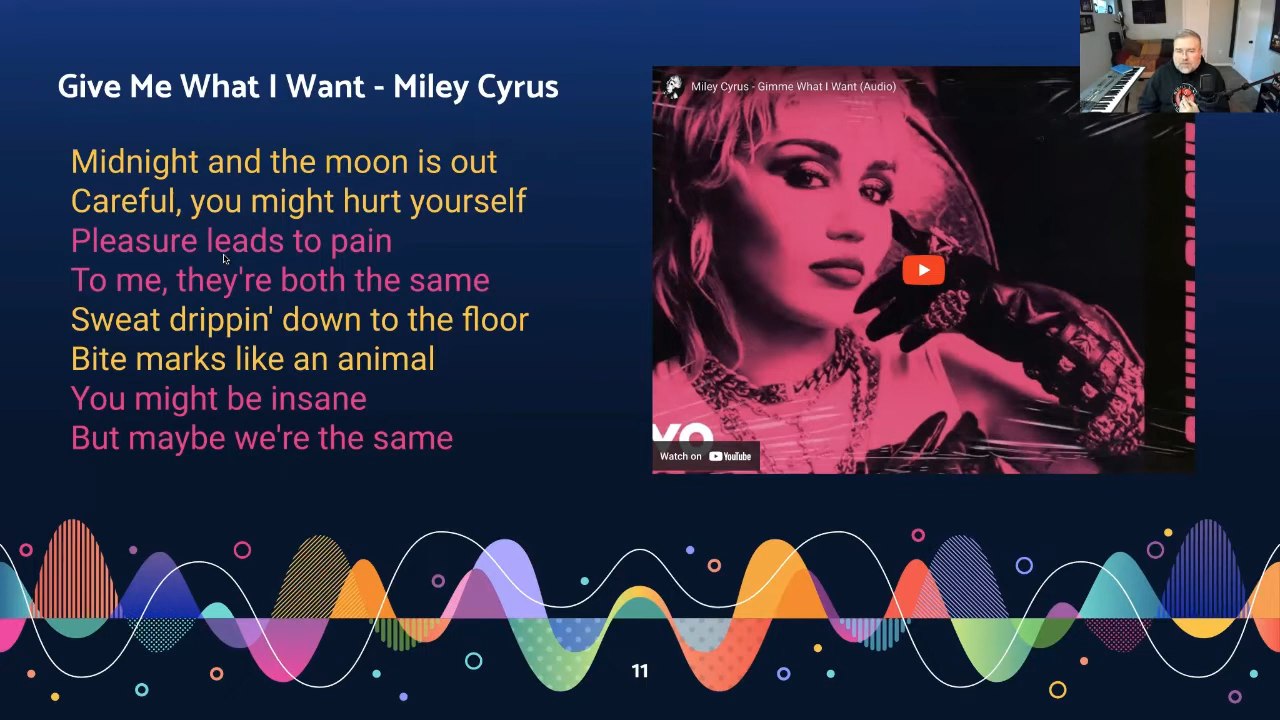 Give Me What I Want - Miley Cyrus
Midnight and the moon is out
Careful, you might hurt yourself
Pleasure leads to pain
To me, they're both the same
Sweat drippin' down to the floor
Bite marks like an animal
You might be insane
But maybe we're the same
Miley Cyrus - Gimme What I Want (Audio)
VO
Watch on YouTube
11